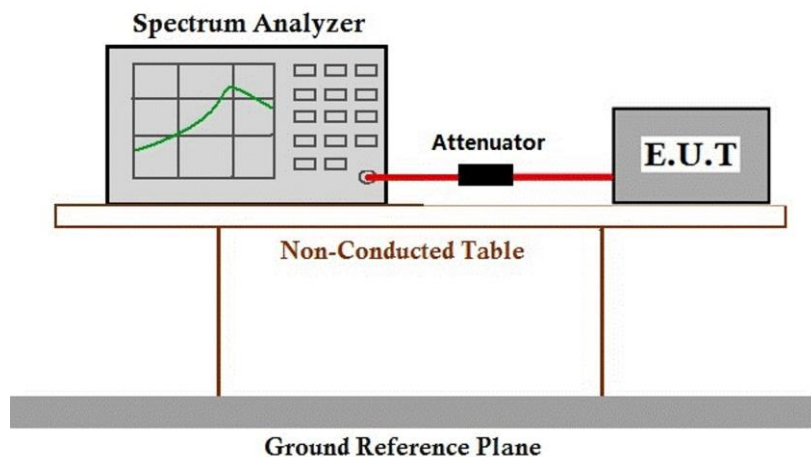 Spectrum Analyzer
Attenuator
E.U.T
Non-Conducted Table
Ground Reference Plane